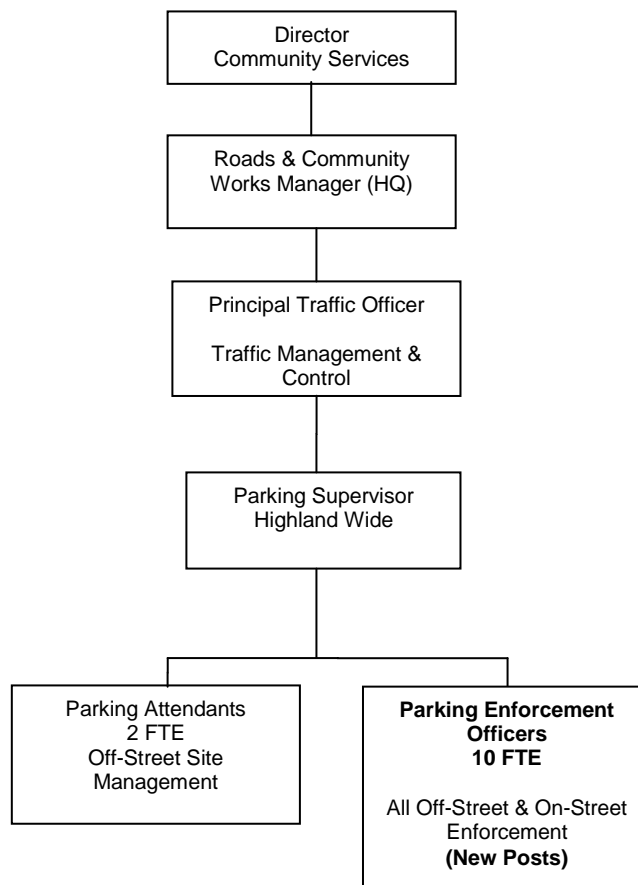 Director
Community Services
Roads & Community
Works Manager (HQ)
Principal Traffic Officer
Traffic Management &
Control
Parking Supervisor
Highland Wide
Parking Attendants
2 FTE
Off-Street Site
Management
Parking Enforcement
Officers
10 FTE
All Off-Street & On-Street
Enforcement
(New Posts)